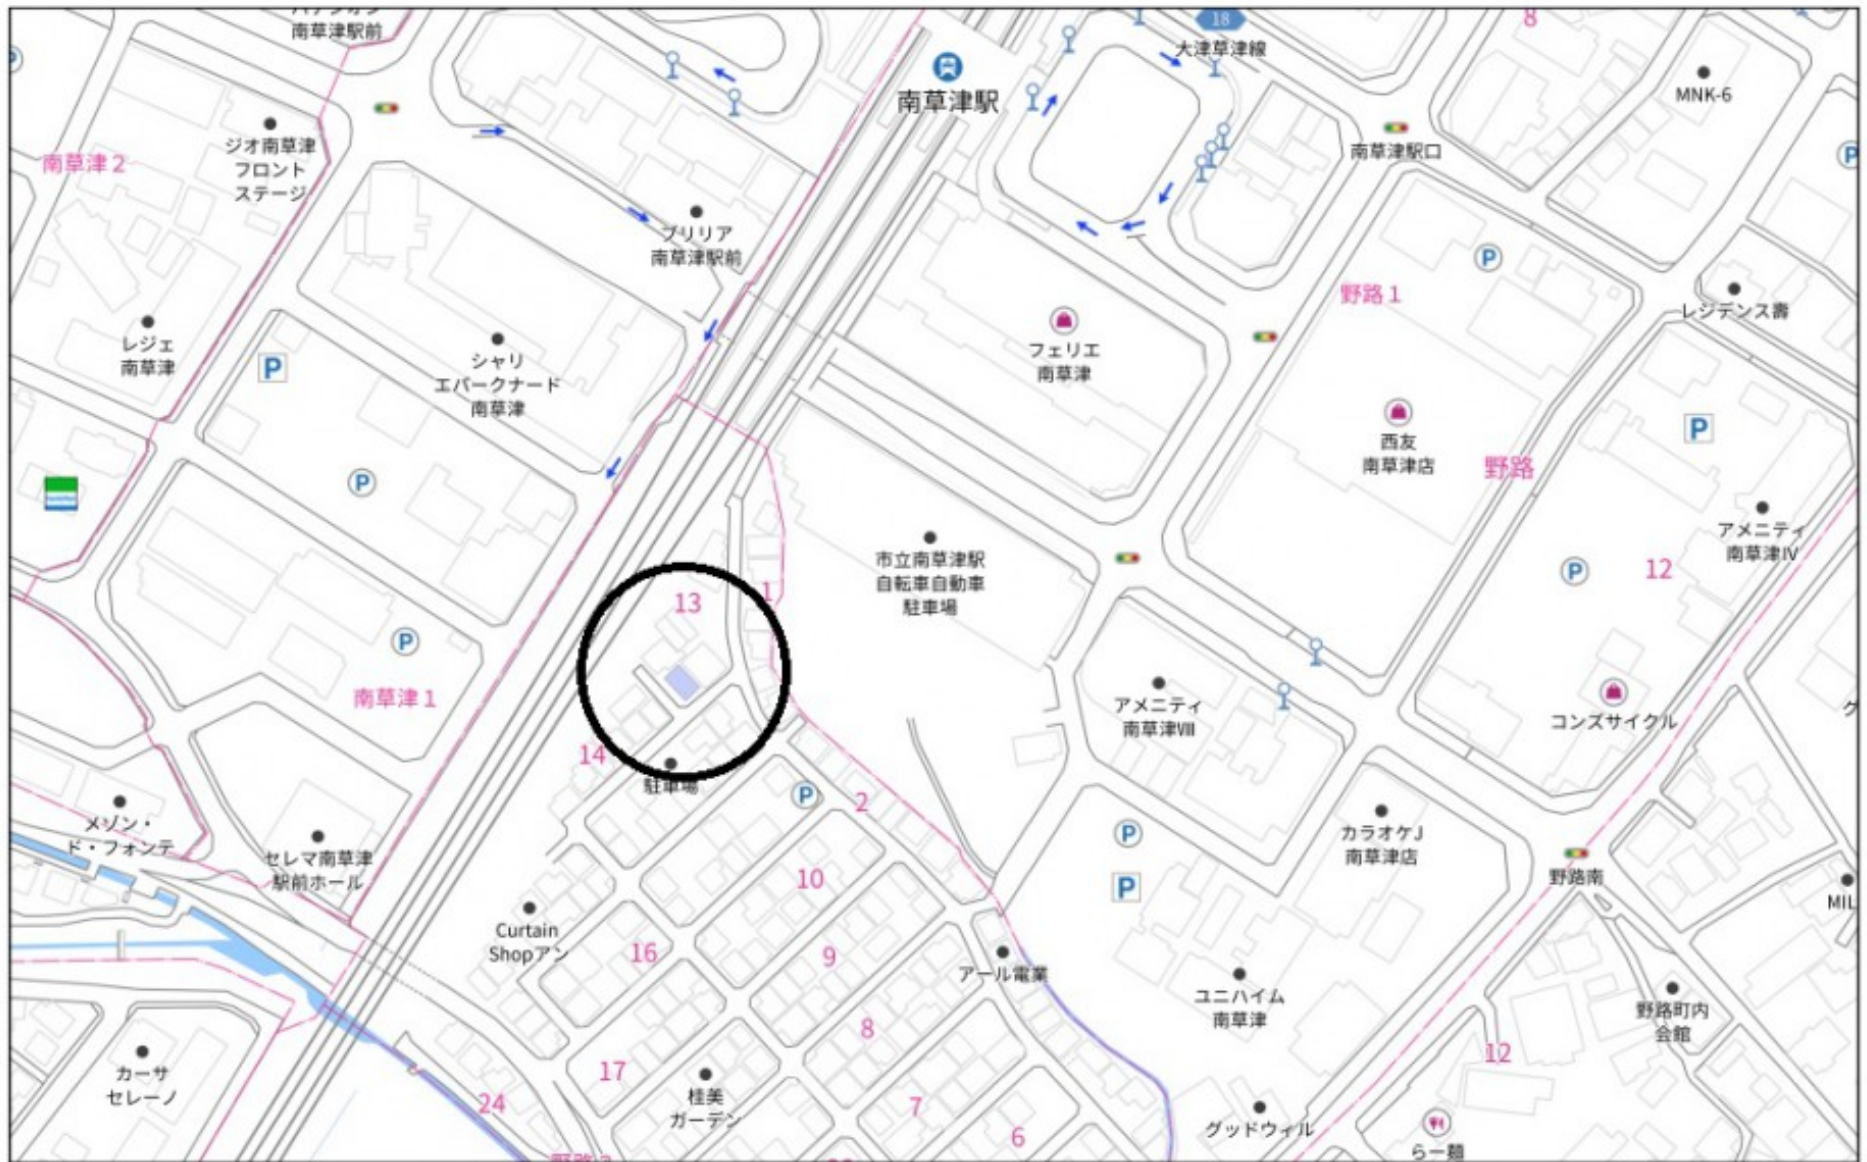 南草津駅前
18
大津草津線
8
南草津駅
MNK-6
南草津駅口
ジオ南草津
フロント
ステージ
南草津2
P
ブリリア
南草津駅前
P
野路1
レジデンス壽
レジェ
南草津
P
シャリ
エパークナード
南草津
フェリエ
南草津
西友
南草津店
P
野路
P
アメニティ
南草津Ⅳ
市立南草津駅
自転車自動車
駐車場
P
12
13
1
P
南草津1
アメニティ
南草津Ⅷ
コンズサイクル
14
駐車場
P
2
メゾン・
ド・フォンテ
セレマ南草津
駅前ホール
P
カラオケJ
南草津店
野路南
10
P
MIL
Curtain
Shopアン
16
9
アール電業
ユニハイム
南草津
野路町内
会館
8
カーサ
セレーノ
17
桂美
ガーデン
24
7
6
12
グッドウィル
らー麺